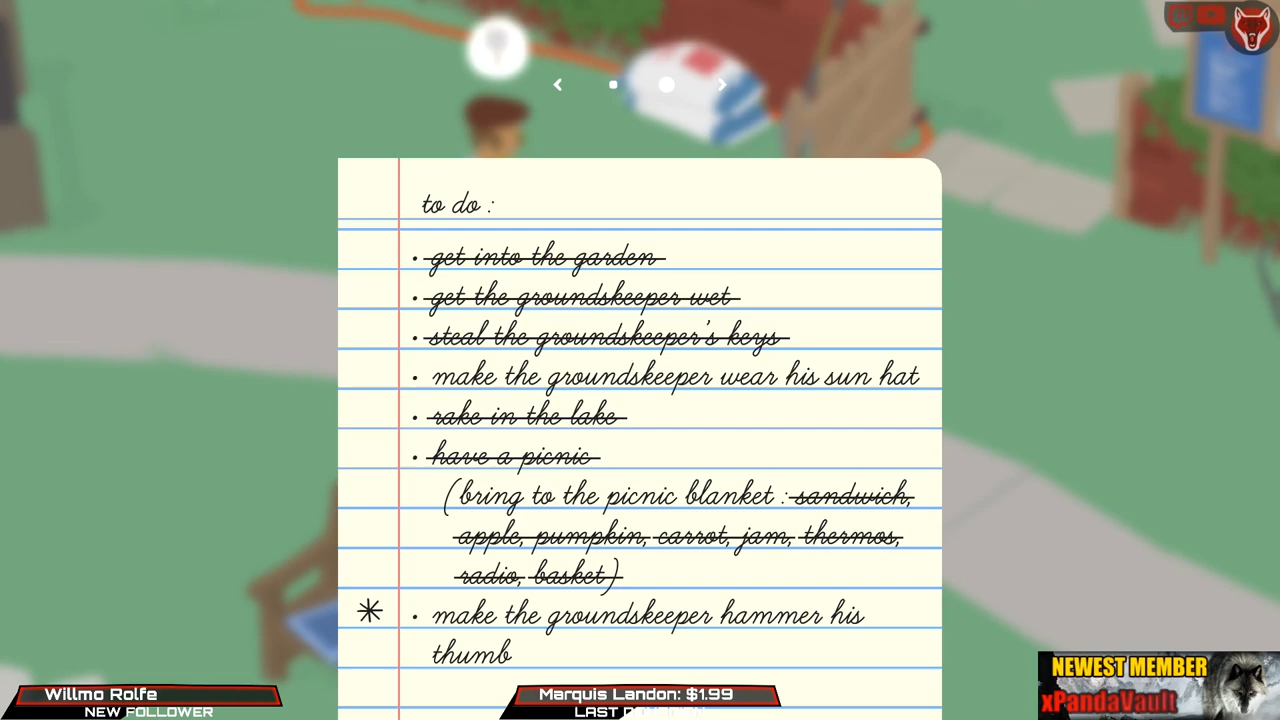 to do :
• get into the garden
• get the groundskeeper wet
• steal the groundskeeper's keys
• make the groundskeeper wear his sun hat
• rake in the lake
• have a picnic
(bring to the picnic blanket : sandwich,
apple, pumpkin, carrot, jam, thermos,
radio, basket)
• make the groundskeeper hammer his
thumb
Willmo Rolfe
NEW FOLLOWER
Marquis Landon: $1.99
LAST
NEWEST MEMBER
xPandaVault